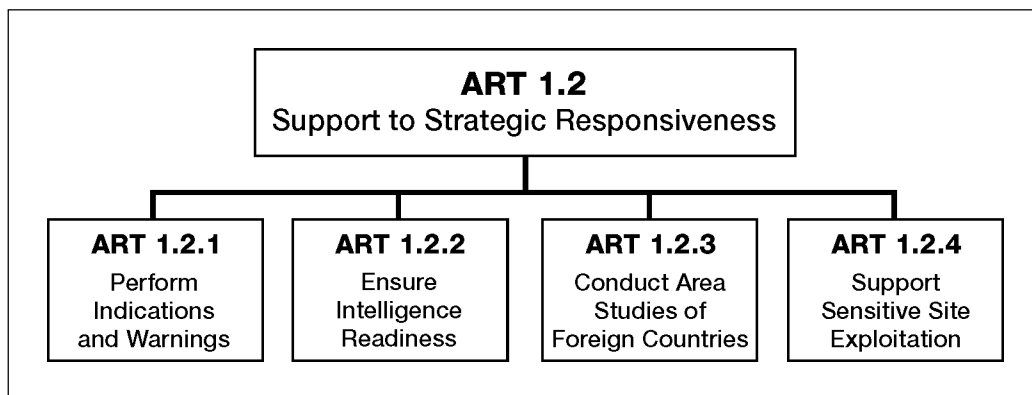 ART 1.2
Support to Strategic Responsiveness
ART 1.2.1
Perform
Indications
and Warnings
ART 1.2.2
Ensure
Intelligence
Readiness
ART 1.2.3
Conduct Area
Studies of
Foreign Countries
ART 1.2.4
Support
Sensitive Site
Exploitation